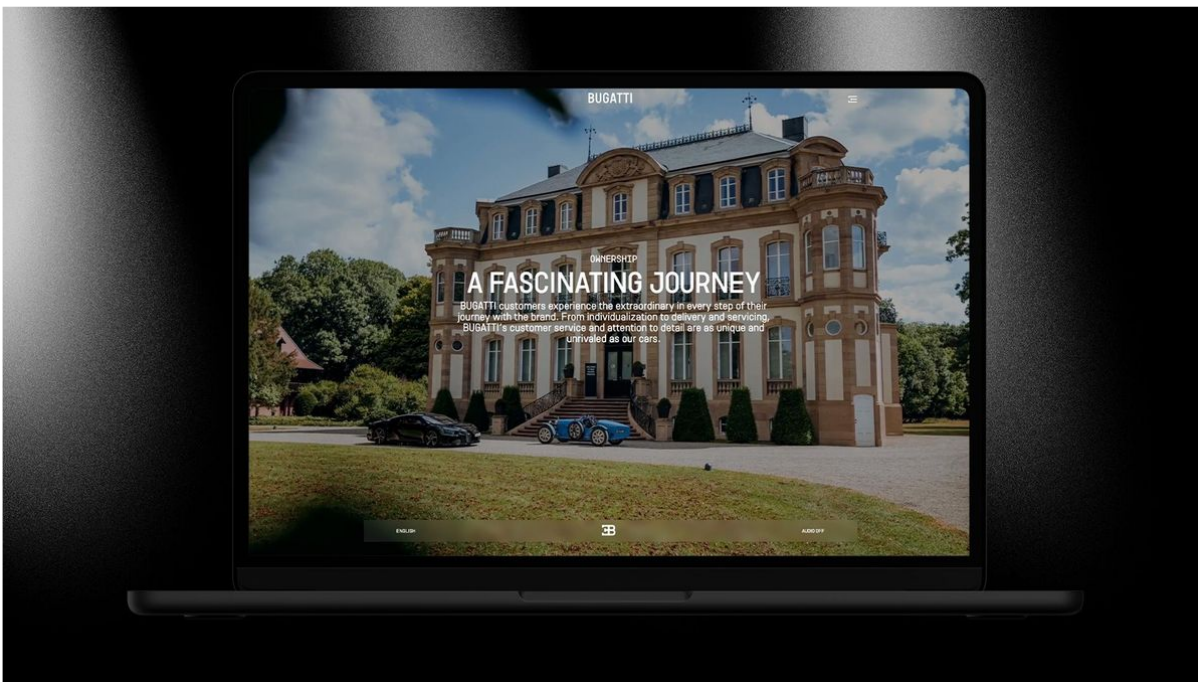 BUGATTI
OWNERSHIP
A FASCINATING JOURNEY
BUGATTI customers experience the extraordinary in every step of their
journey with the brand. From individualization to delivery and servicing,
BUGATTI's customer service and attention to detail are as unique and
unrivaled as our cars.
ENGLISH
EB
AUDIO OFF